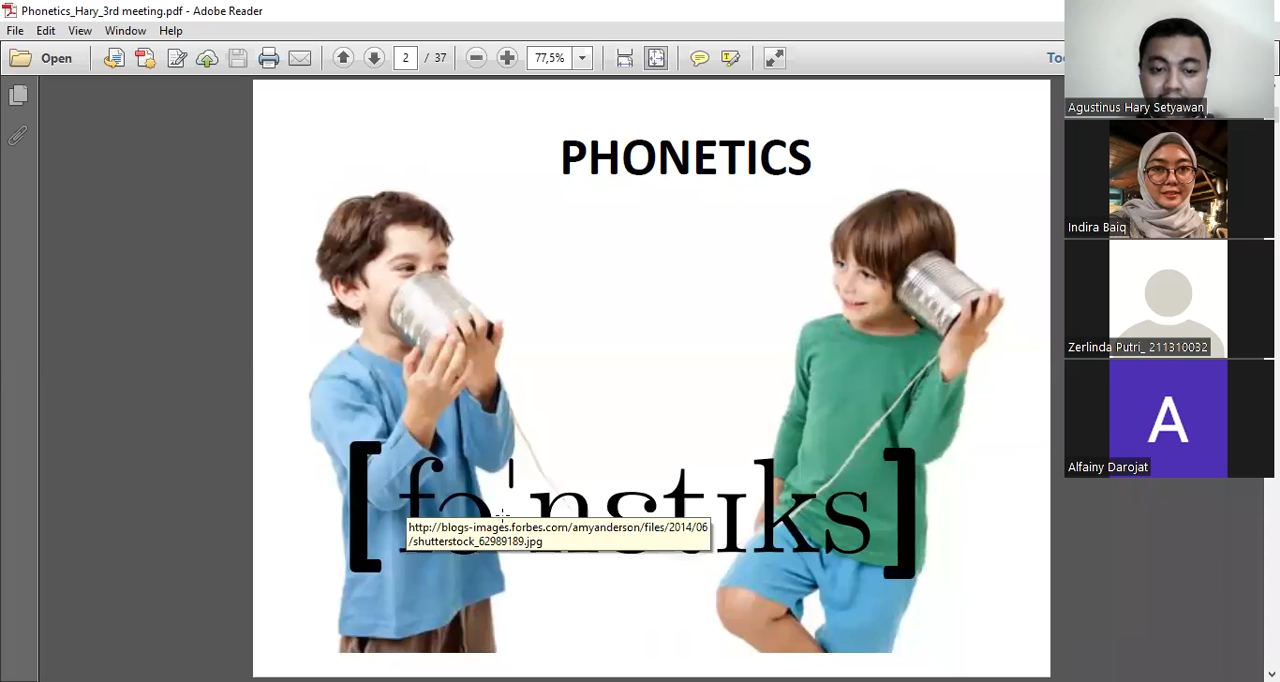 Phonetics_Hary_3rd meeting.pdf - Adobe Reader
File Edit View Window Help
Open 2 / 37 77,5%
PHONETICS
http://blogs-images.forbes.com/amyanderson/files/2014/06
/shutterstock_62989189.jpg
Agustinus Hary Setyawan
Indira Baiq
Zerlinda Putri_ 211310032
A
Alfainy Darojat